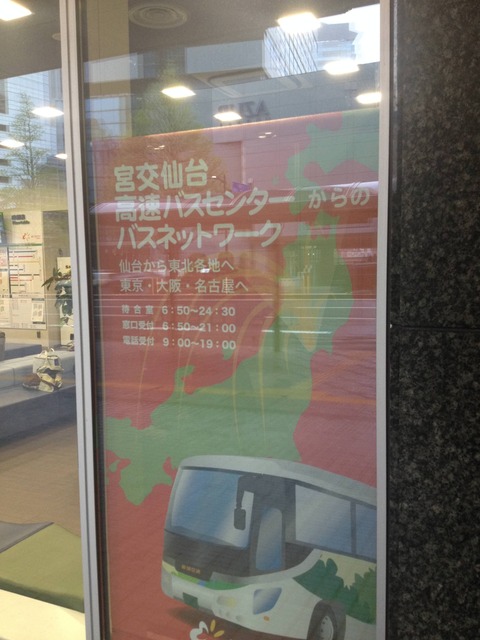 宮交仙台
高速バスセンターからの
バスネットワーク
仙台から東北各地へ
東京・大阪・名古屋へ
待合室 6:50~24:30
窓口受付 6:50~21:00
電話受付 9:00~19:00